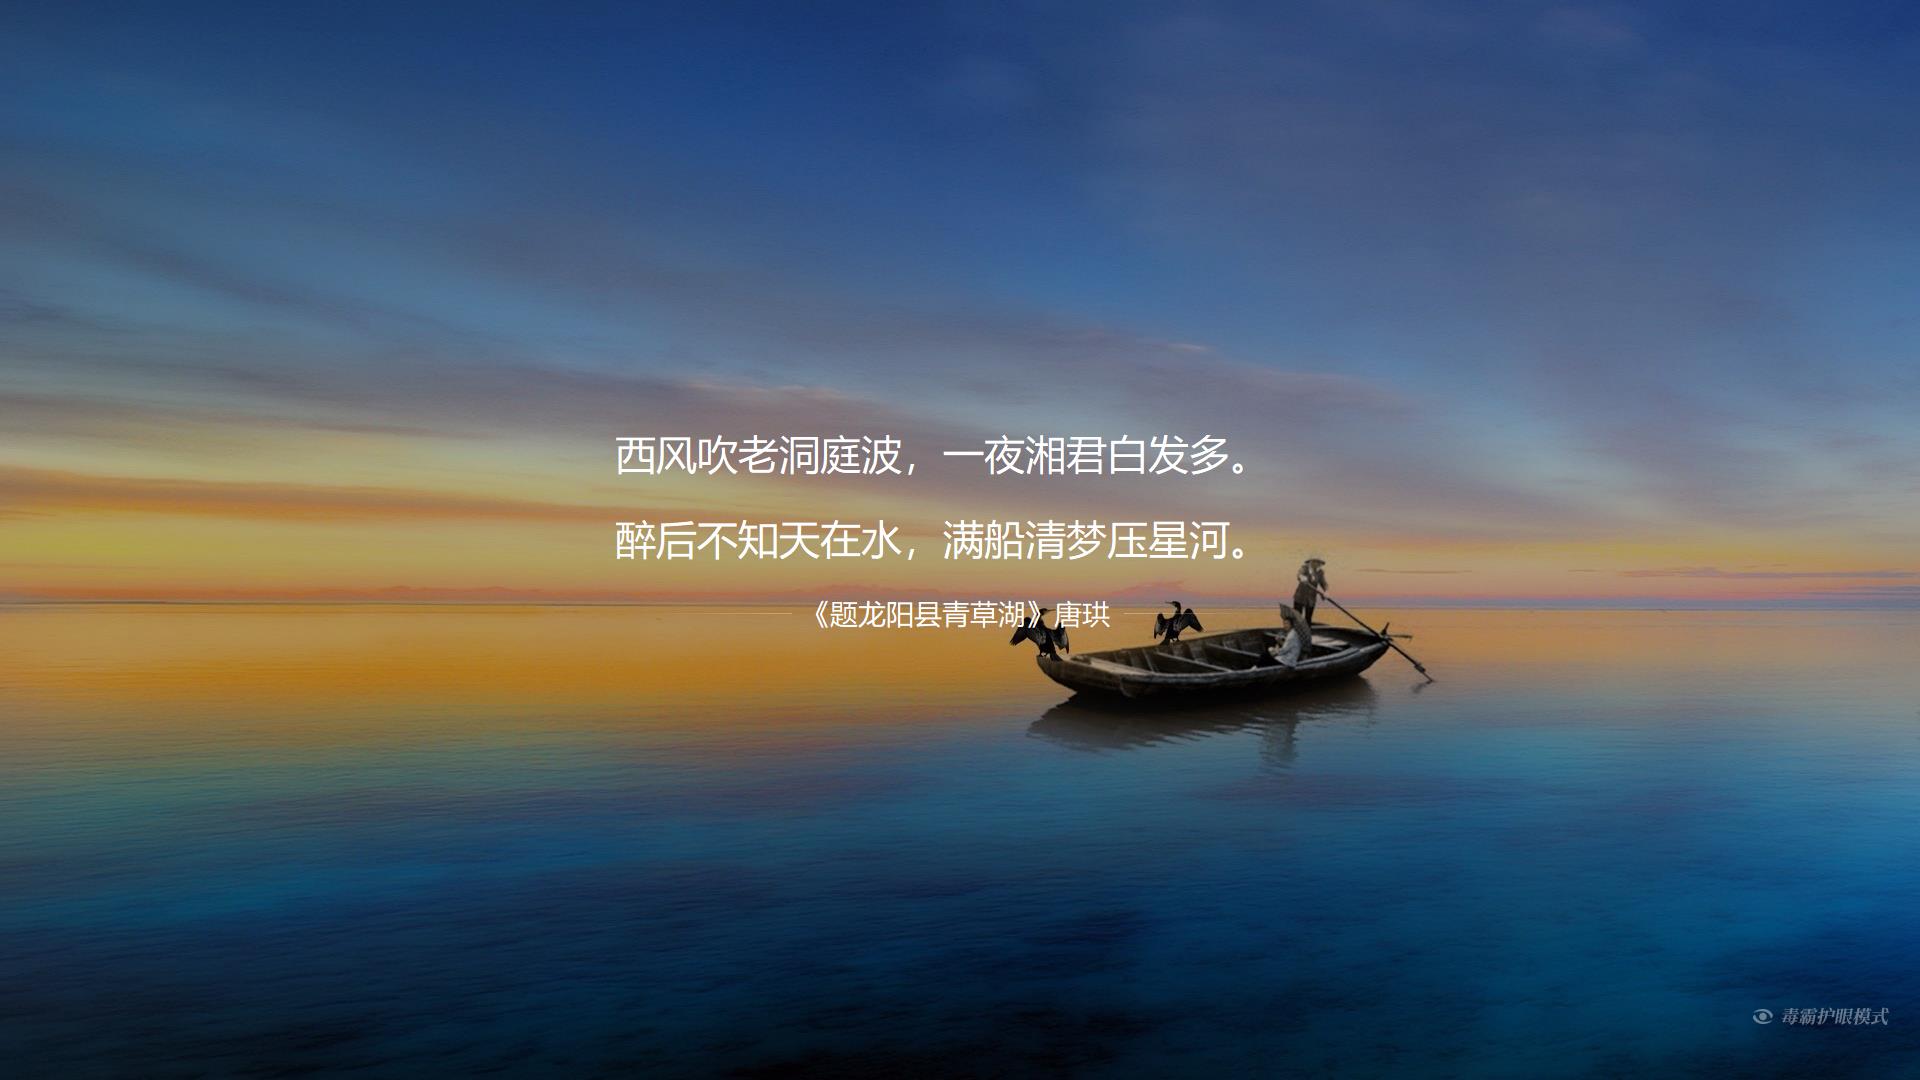 西风吹老洞庭波，一夜湘君白发多。
醉后不知天在水，满船清梦压星河。
《题龙阳县青草湖》唐珙
毒霸护眼模式